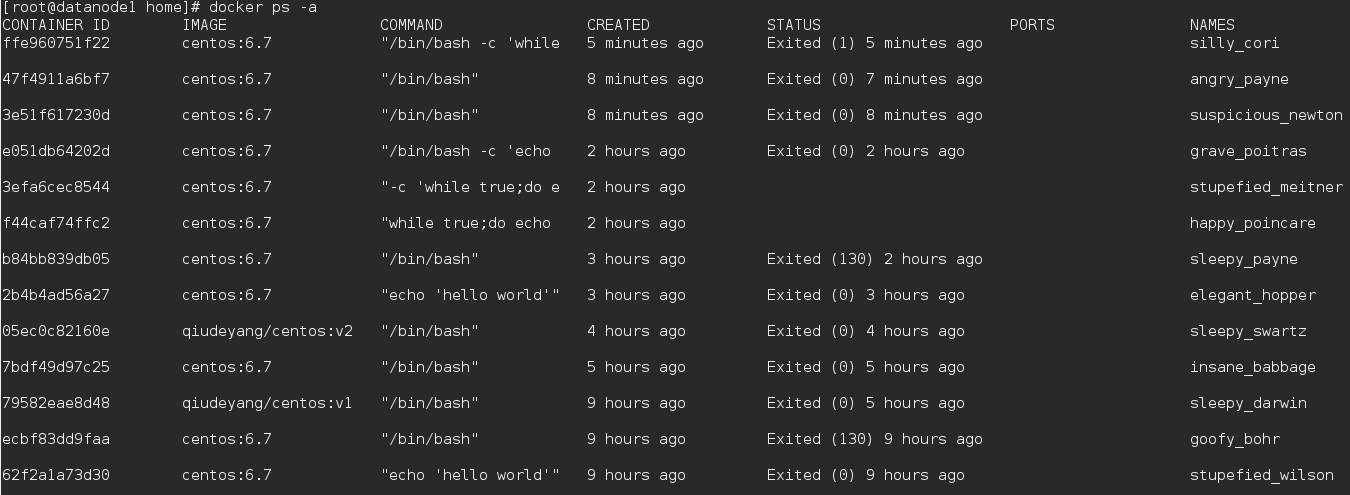 [root@datanode1 home]# docker ps -a
CONTAINER ID IMAGE COMMAND CREATED STATUS PORTS NAMES
ffe960751f22 centos:6.7 "/bin/bash -c 'while 5 minutes ago Exited (1) 5 minutes ago silly_cori
47f4911a6bf7 centos:6.7 "/bin/bash" 8 minutes ago Exited (0) 7 minutes ago angry_payne
3e51f617230d centos:6.7 "/bin/bash" 8 minutes ago Exited (0) 8 minutes ago suspicious_newton
e051db64202d centos:6.7 "/bin/bash -c 'echo 2 hours ago Exited (0) 2 hours ago grave_poitras
3efa6cec8544 centos:6.7 "-c 'while true;do e 2 hours ago stupefied_meitner
f44caf74ffc2 centos:6.7 "while true;do echo 2 hours ago happy_poincare
b84bb839db05 centos:6.7 "/bin/bash" 3 hours ago Exited (130) 2 hours ago sleepy_payne
2b4b4ad56a27 centos:6.7 "echo 'hello world'" 3 hours ago Exited (0) 3 hours ago elegant_hopper
05ec0c82160e qiudeyang/centos:v2 "/bin/bash" 4 hours ago Exited (0) 4 hours ago sleepy_swartz
7bdf49d97c25 centos:6.7 "/bin/bash" 5 hours ago Exited (0) 5 hours ago insane_babbage
79582eae8d48 qiudeyang/centos:v1 "/bin/bash" 9 hours ago Exited (0) 5 hours ago sleepy_darwin
ecbf83dd9faa centos:6.7 "/bin/bash" 9 hours ago Exited (130) 9 hours ago goofy_bohr
62f2a1a73d30 centos:6.7 "echo 'hello world'" 9 hours ago Exited (0) 9 hours ago stupefied_wilson